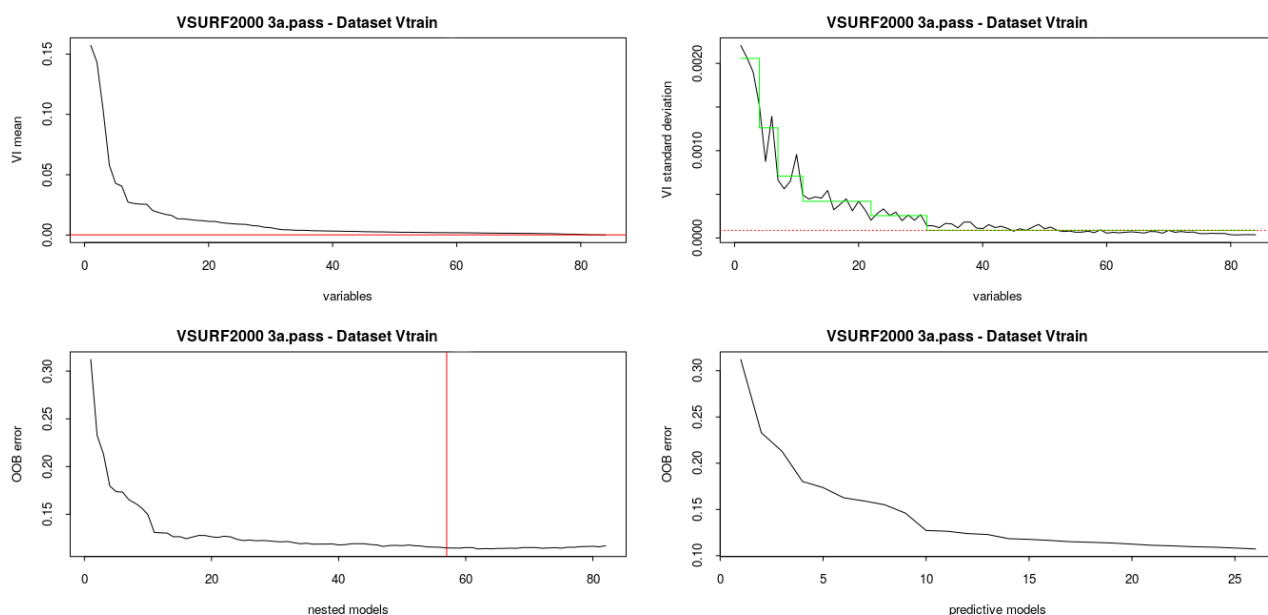 VSURF2000 3a.pass - Dataset Vtrain
VI mean
0.15
0.10
0.05
0.00
0 20 40 60 80
variables
VSURF2000 3a.pass - Dataset Vtrain
VI standard deviation
0.0020
0.0010
0.0000
0 20 40 60 80
variables
VSURF2000 3a.pass - Dataset Vtrain
OOB error
0.30
0.25
0.20
0.15
0 20 40 60 80
nested models
VSURF2000 3a.pass - Dataset Vtrain
OOB error
0.30
0.25
0.20
0.15
0.10
0 5 10 15 20 25
predictive models